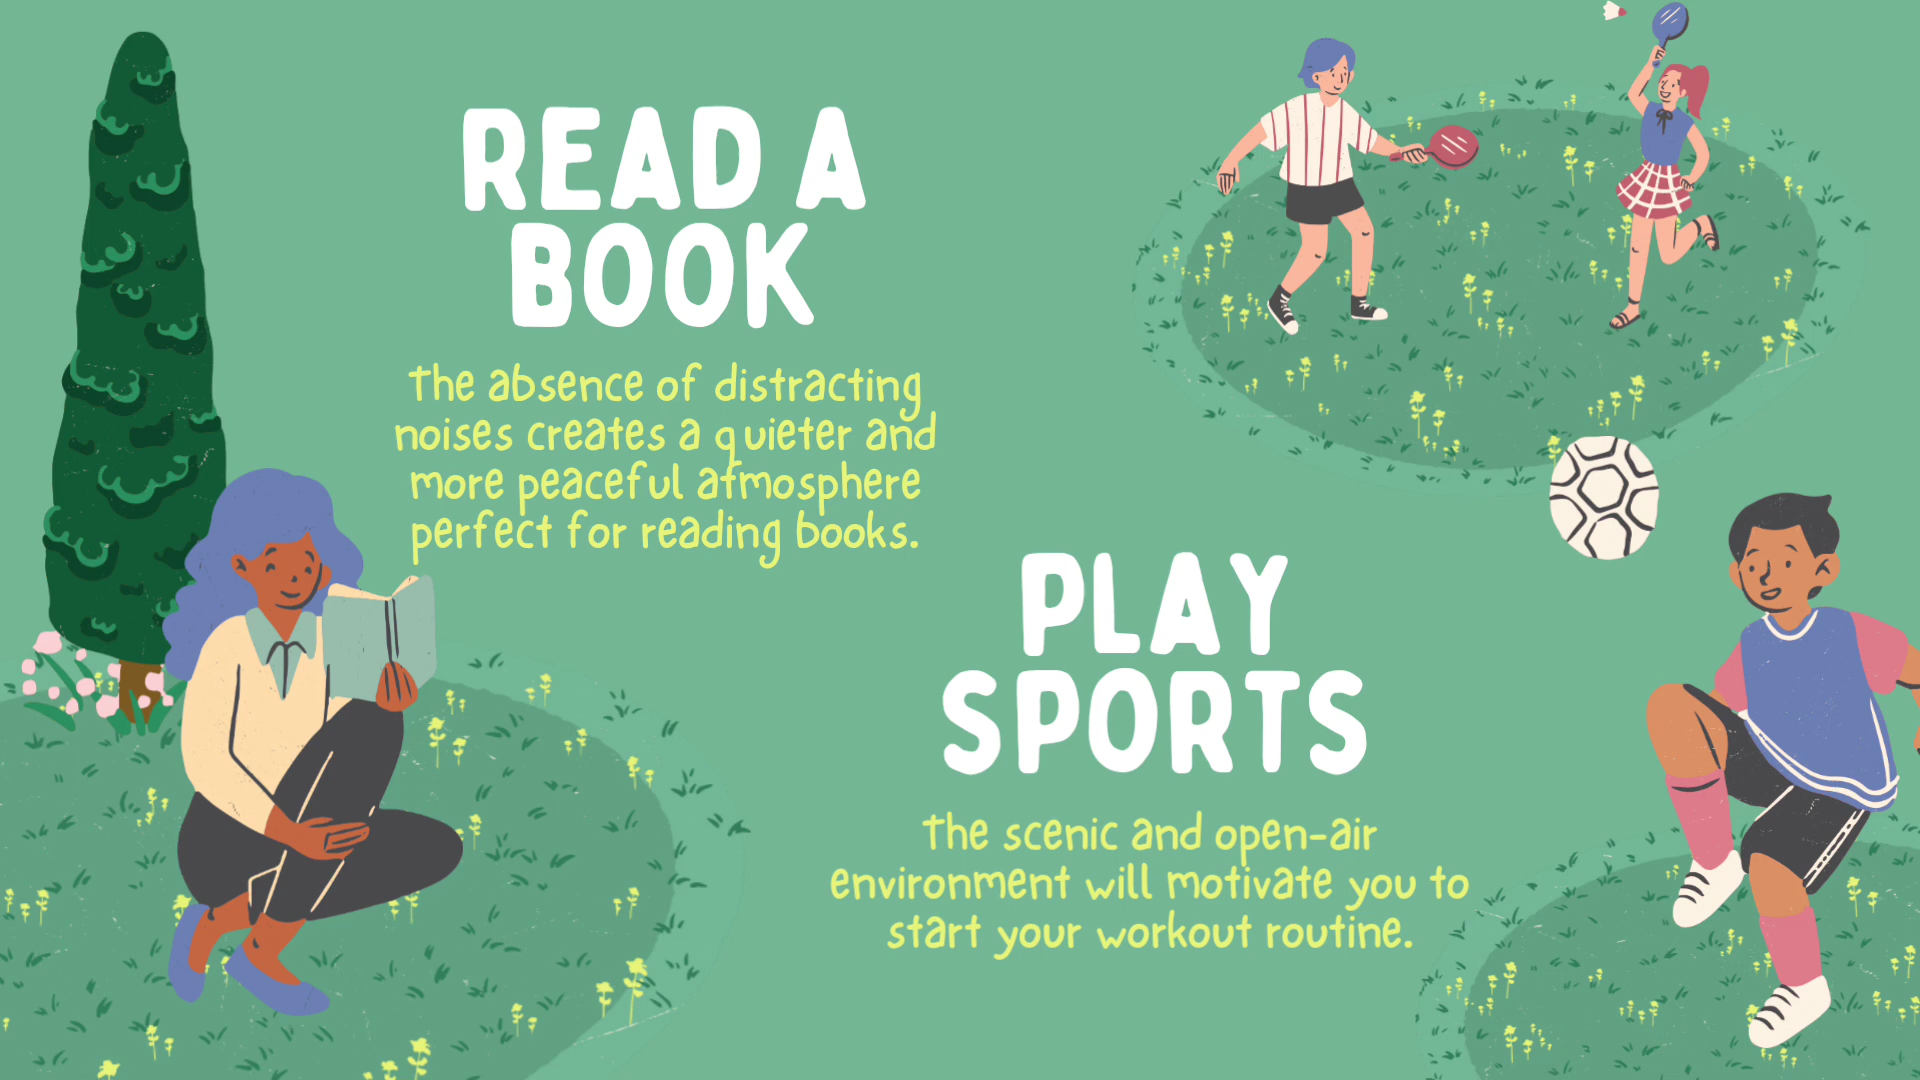 READ A
BOOK
The absence of distracting
noises creates a quieter and
more peaceful atmosphere
perfect for reading books.
PLAY
SPORTS
The scenic and open-air
environment will motivate you to
start your workout routine.